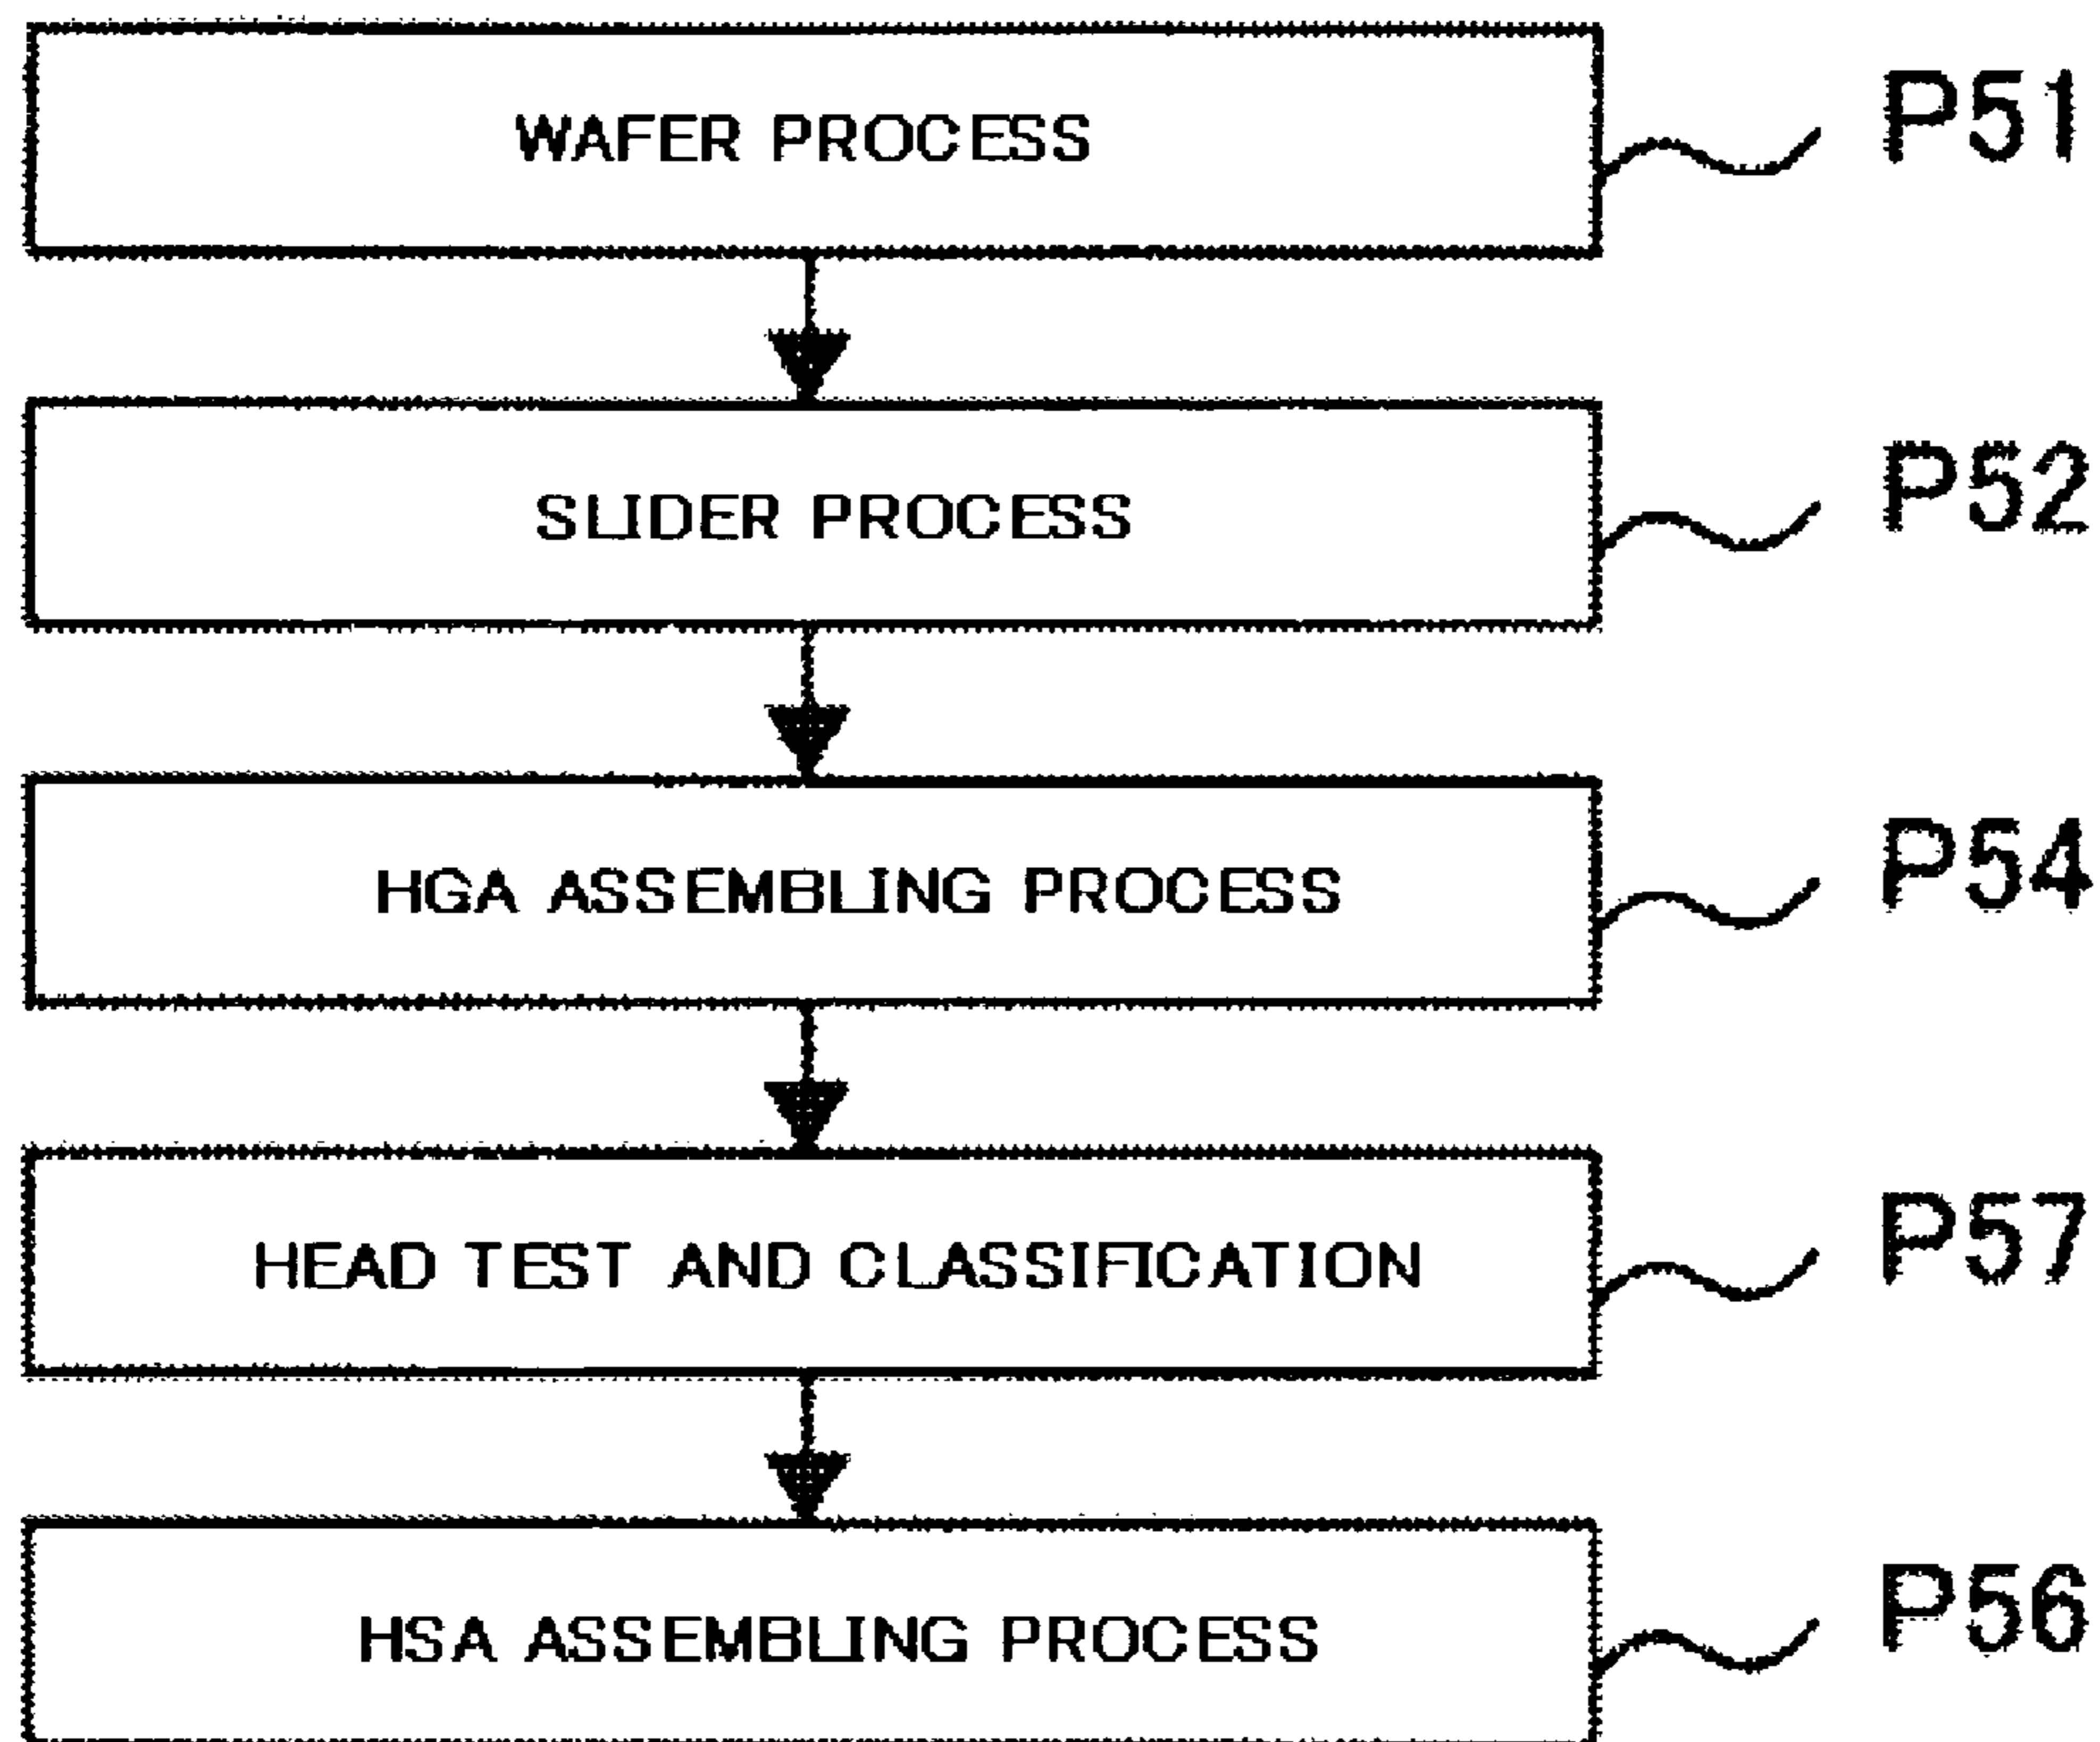 WAFER PROCESS P51
SLIDER PROCESS P52
HGA ASSEMBLING PROCESS P54
HEAD TEST AND CLASSIFICATION P57
HSA ASSEMBLING PROCESS P56